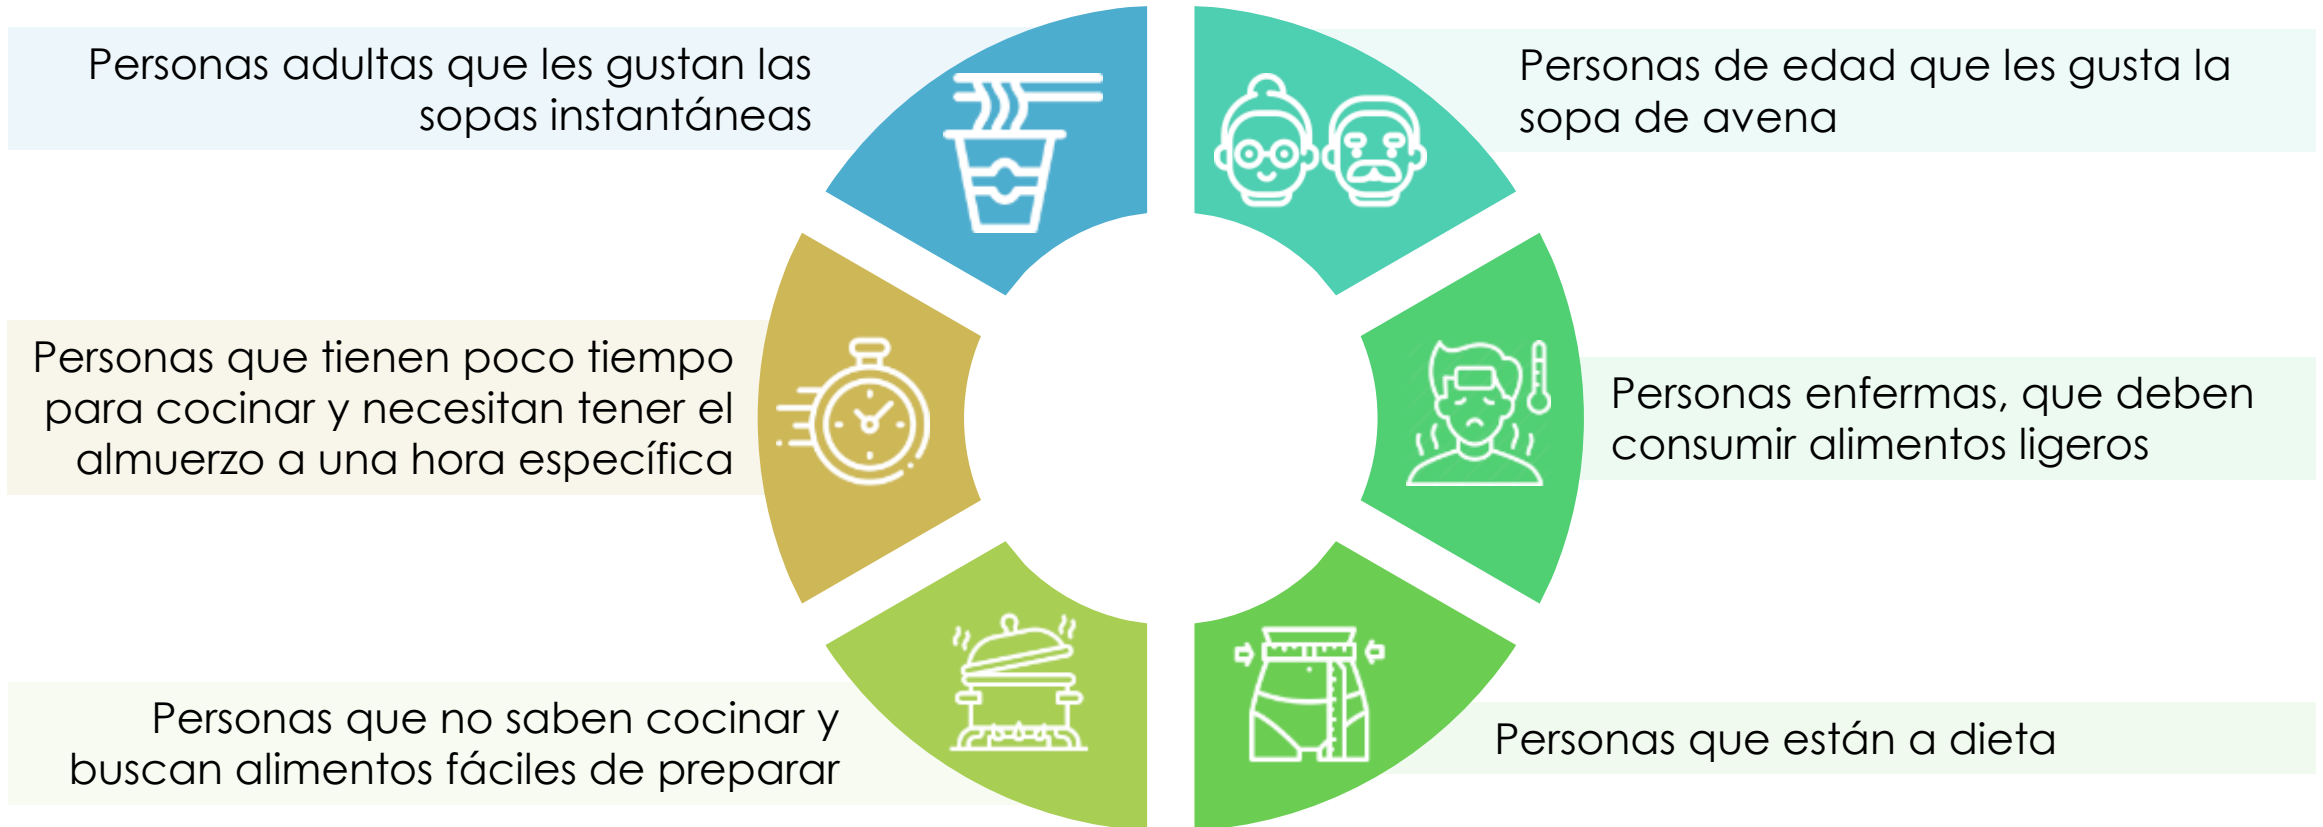 Personas adultas que les gustan las
sopas instantáneas
Personas de edad que les gusta la
sopa de avena
Personas que tienen poco tiempo
para cocinar y necesitan tener el
almuerzo a una hora específica
Personas enfermas, que deben
consumir alimentos ligeros
Personas que no saben cocinar y
buscan alimentos fáciles de preparar
Personas que están a dieta